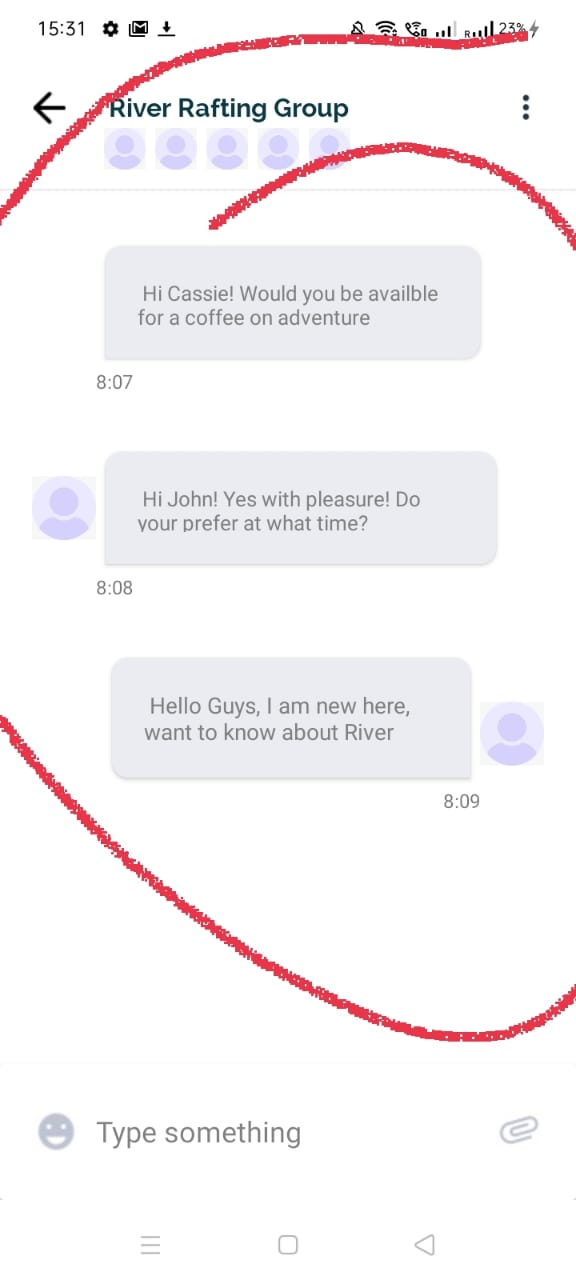 15:31
R 23%
River Rafting Group
Hi Cassie! Would you be availble
for a coffee on adventure
8:07
Hi John! Yes with pleasure! Do
your prefer at what time?
8:08
Hello Guys, I am new here,
want to know about River
8:09
Type something